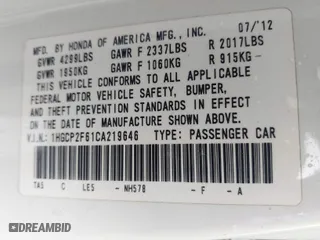 MFD. BY HONDA OF AMERICA MFG., INC. 07/'12
GVWR 4299LBS GAWR F 2337LBS R 2017LBS
GVWR 1950KG GAWR F 1060KG R 915KG
THIS VEHICLE CONFORMS TO ALL APPLICABLE
FEDERAL MOTOR VEHICLE SAFETY, BUMPER,
AND THEFT PREVENTION STANDARDS IN EFFECT
ON THE DATE OF MANUFACTURE SHOWN ABOVE.
V.I.N.: 1HGCP2F61CA219646 TYPE: PASSENGER CAR
TA5 C LE5 - NH578 - F - A
DRIVECUBE